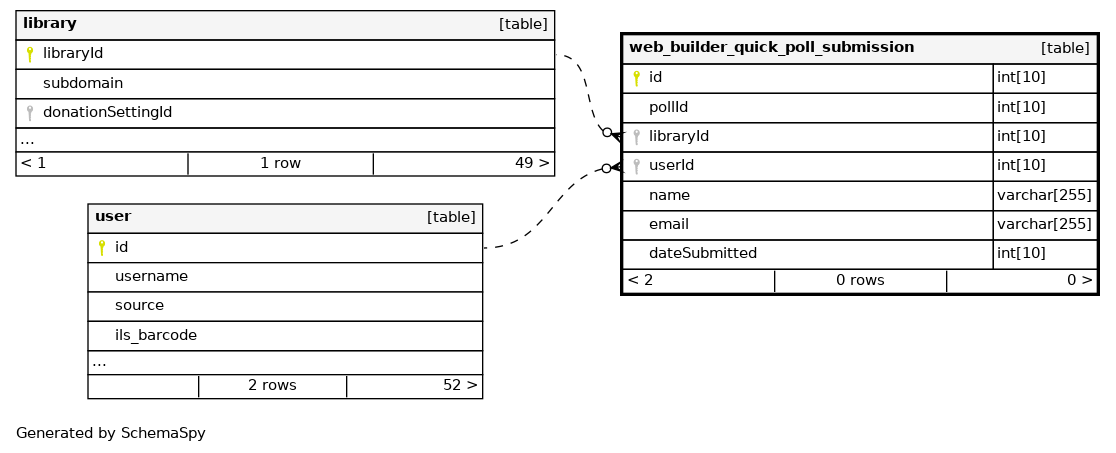 library [table]
libraryId
subdomain
donationSettingId
...
< 1 1 row 49 >
user [table]
id
username
source
ils_barcode
...
2 rows 52 >
web_builder_quick_poll_submission [table]
id int[10]
pollId int[10]
libraryId int[10]
userId int[10]
name varchar[255]
email varchar[255]
dateSubmitted int[10]
< 2 0 rows 0 >
Generated by SchemaSpy